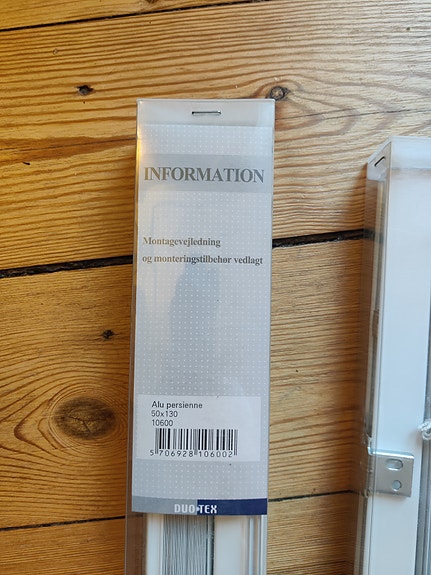 INFORMATION
Montagevejledning
og monteringstilbehør vedlagt
Alu persienne
50x130
10600
5 706928 106002
DUO•TEX